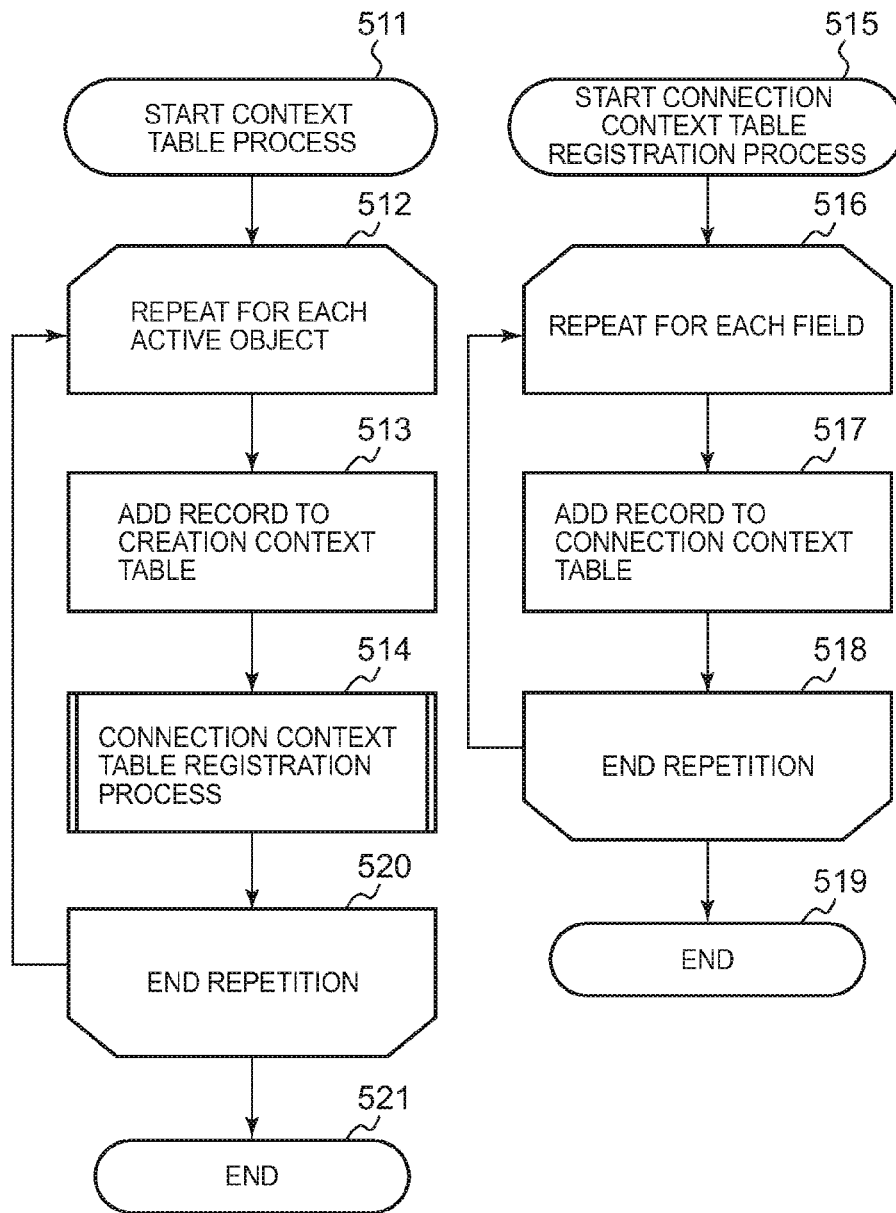 511
START CONTEXT
TABLE PROCESS
512
REPEAT FOR EACH
ACTIVE OBJECT
513
ADD RECORD TO
CREATION CONTEXT
TABLE
514
CONNECTION CONTEXT
TABLE REGISTRATION
PROCESS
520
END REPETITION
521
END
515
START CONNECTION
CONTEXT TABLE
REGISTRATION PROCESS
516
REPEAT FOR EACH FIELD
517
ADD RECORD TO
CONNECTION CONTEXT
TABLE
518
END REPETITION
519
END